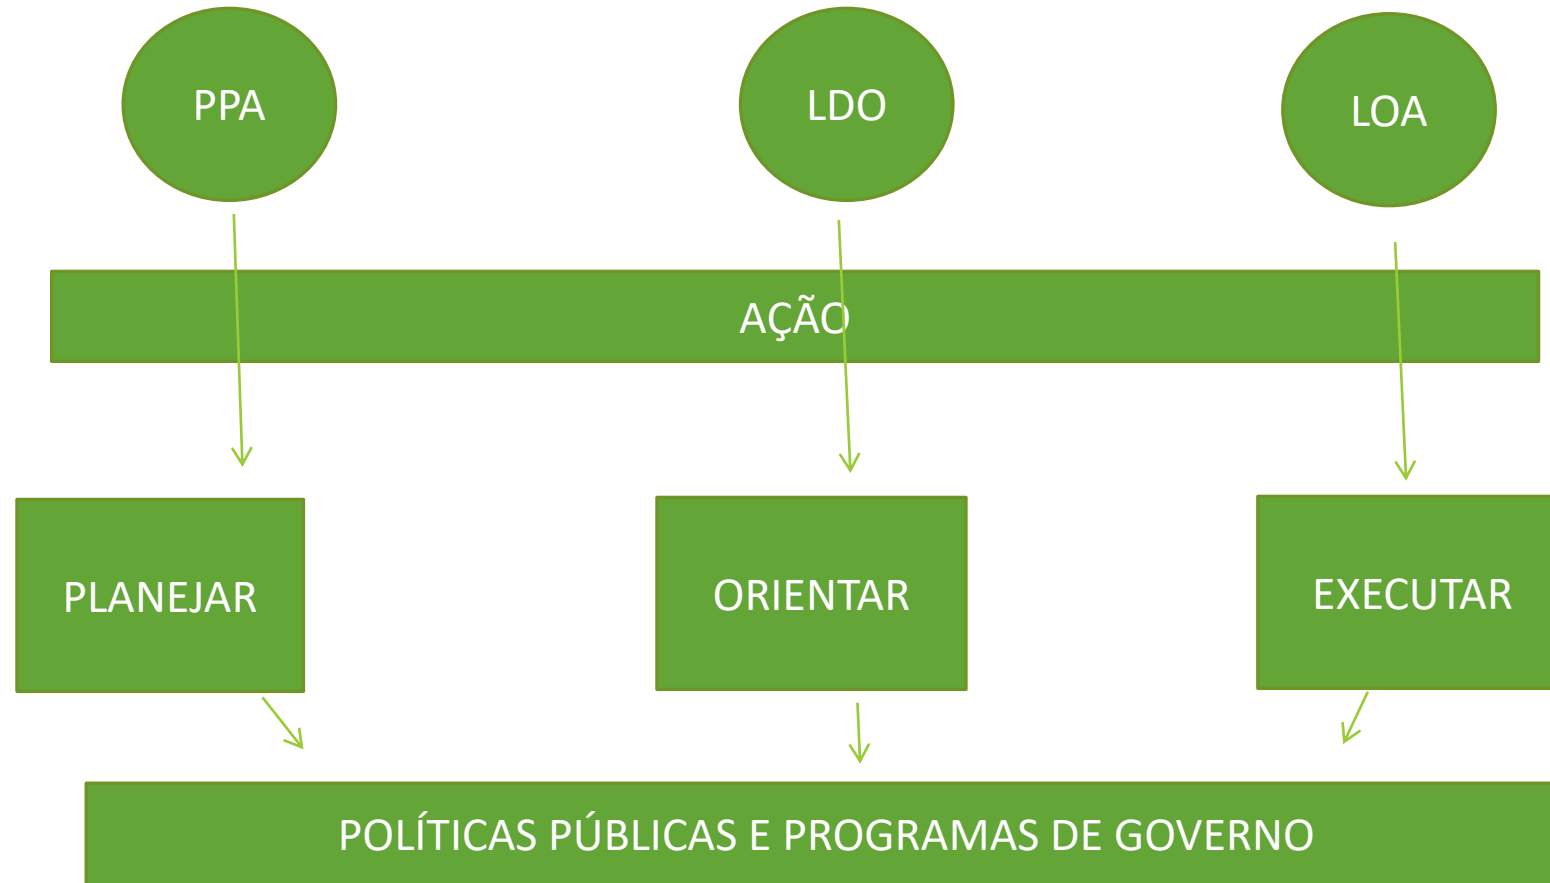 PPA
LDO
LOA
AÇÃO
PLANEJAR
ORIENTAR
EXECUTAR
POLÍTICAS PÚBLICAS E PROGRAMAS DE GOVERNO